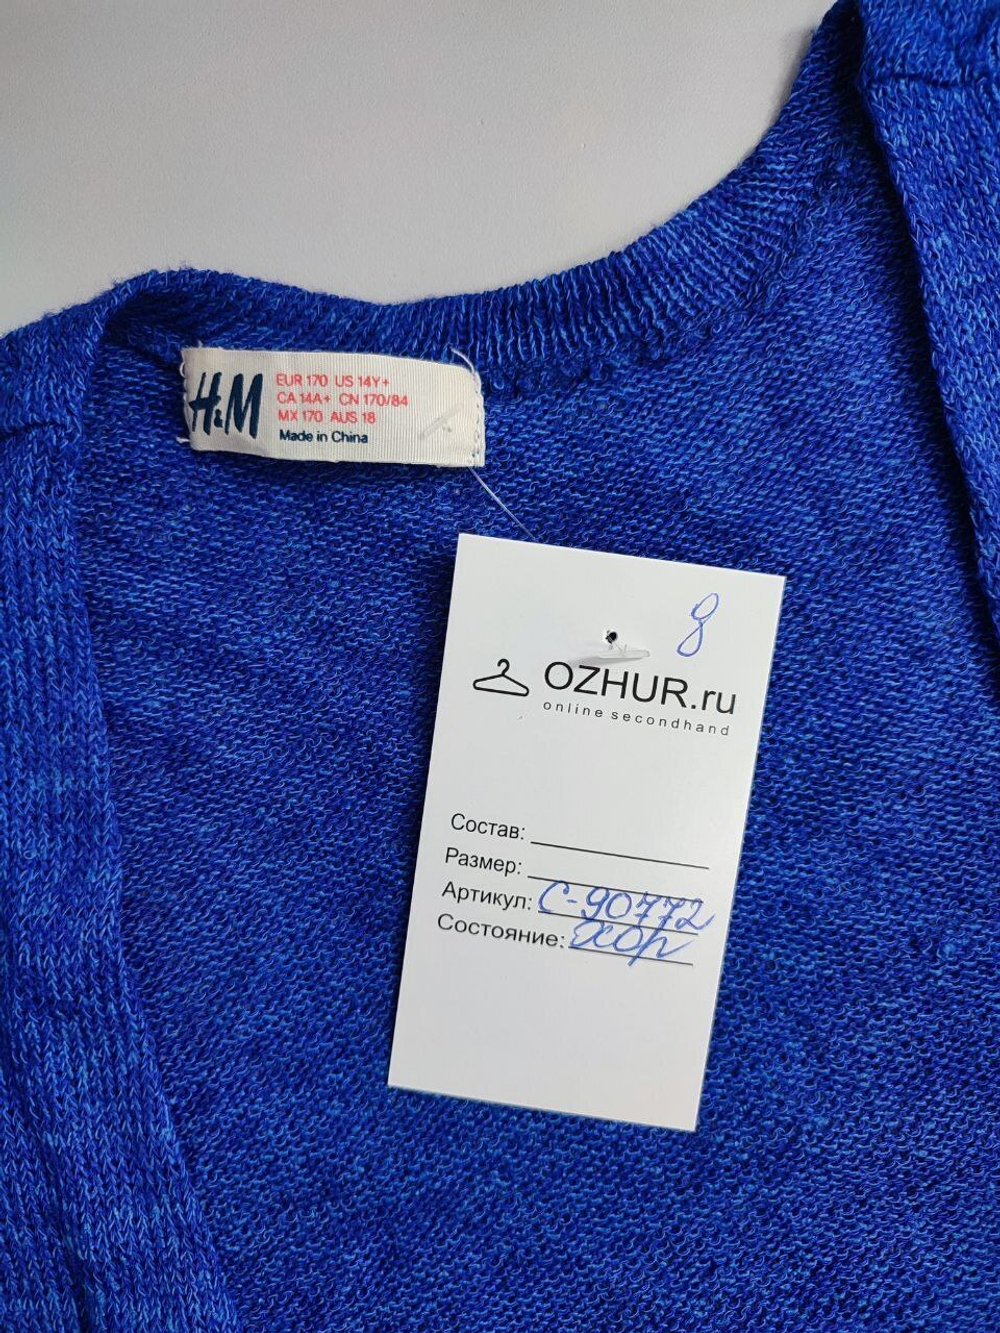 H&M
EUR 170 US 14Y+
CA 14A+ CN 170/84
MX 170 AUS 18
Made in China
OZHUR.ru
online secondhand
Состав:
Размер:
Артикул: С-90772
Состояние: хор